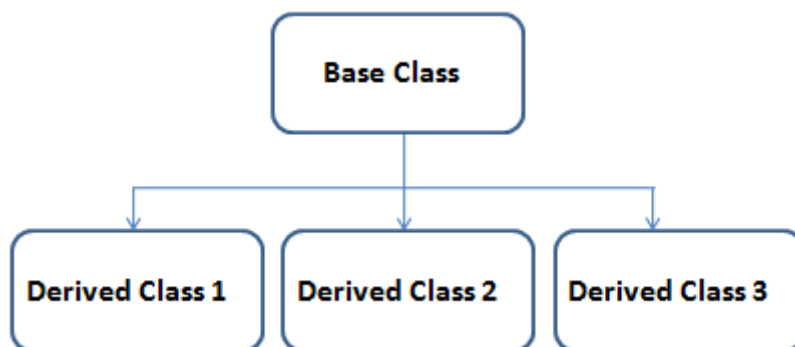 Base Class
Derived Class 1
Derived Class 2
Derived Class 3